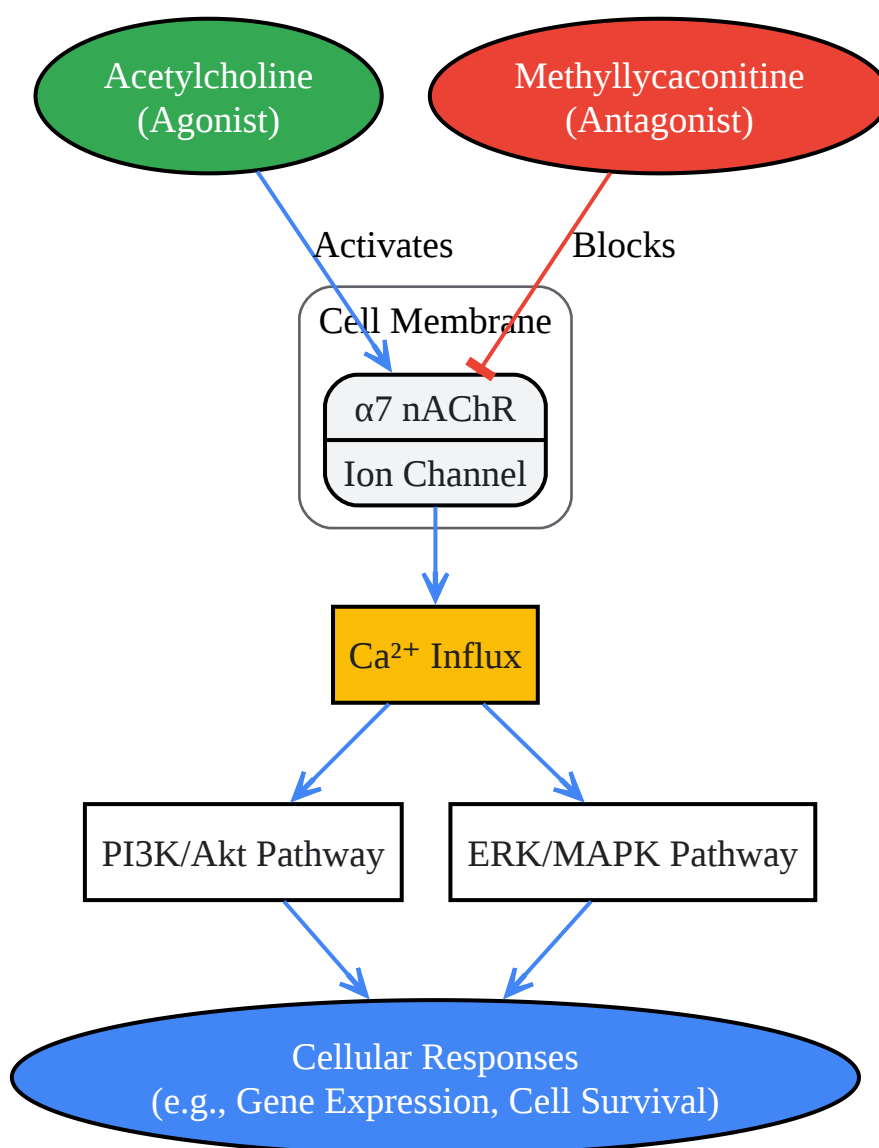 Acetylcholine
(Agonist)
Methyllycaconitine
(Antagonist)
Activates
Blocks
Cell Membrane
α7 nAChR
Ion Channel
Ca²⁺ Influx
PI3K/Akt Pathway
ERK/MAPK Pathway
Cellular Responses
(e.g., Gene Expression, Cell Survival)